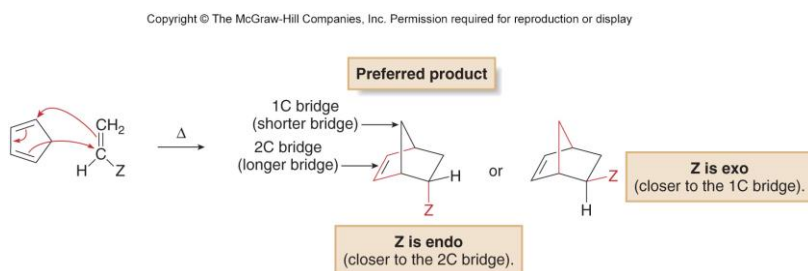 Copyright © The McGraw-Hill Companies, Inc. Permission required for reproduction or display
Preferred product
1C bridge
(shorter bridge)
2C bridge
(longer bridge)
CH2
C
H
Z
Δ
H
Z
or
Z
H
Z is exo
(closer to the 1C bridge).
Z is endo
(closer to the 2C bridge).